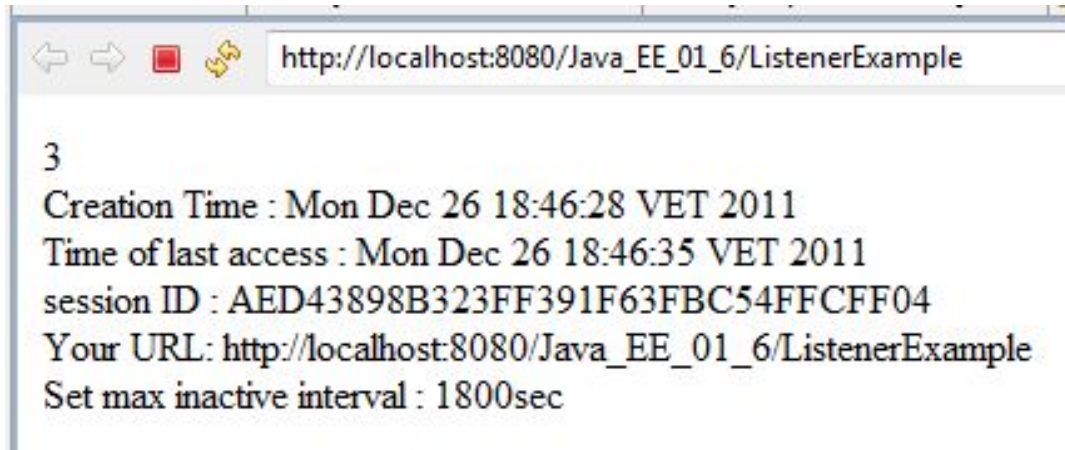 http://localhost:8080/Java_EE_01_6/ListenerExample
3
Creation Time : Mon Dec 26 18:46:28 VET 2011
Time of last access : Mon Dec 26 18:46:35 VET 2011
session ID : AED43898B323FF391F63FBC54FFCFF04
Your URL: http://localhost:8080/Java_EE_01_6/ListenerExample
Set max inactive interval : 1800sec